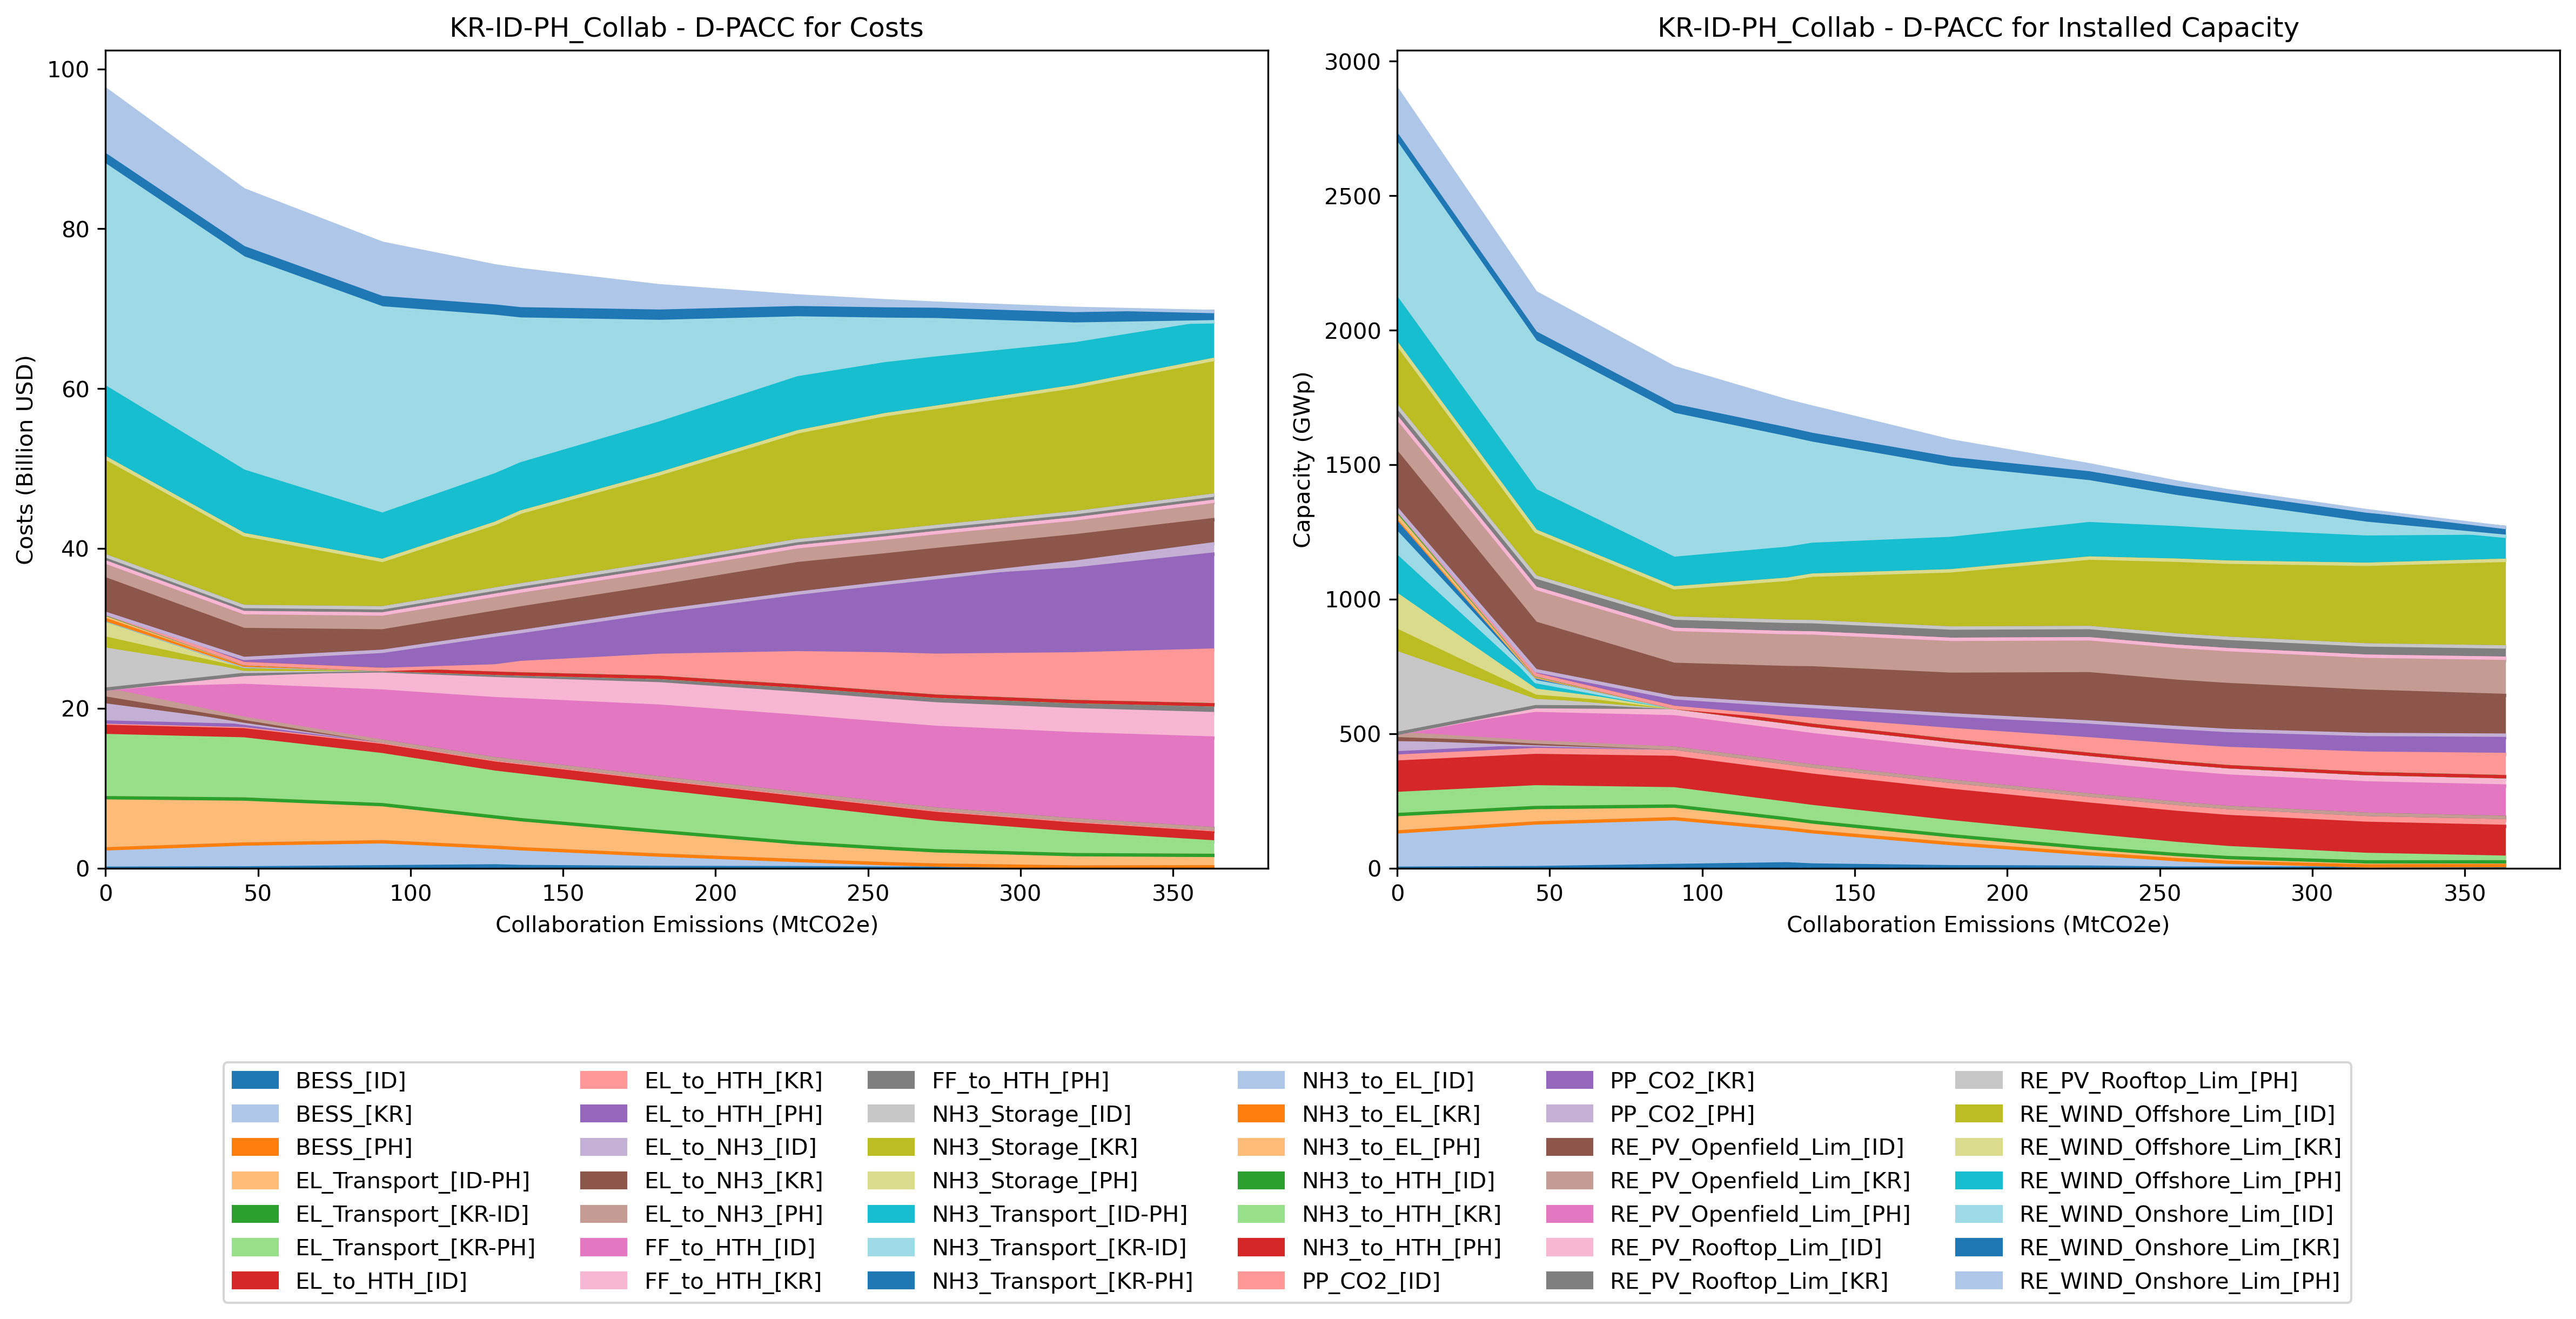 KR-ID-PH_Collab - D-PACC for Costs
100
80
60
40
20
0
Costs (Billion USD)
0 50 100 150 200 250 300 350
Collaboration Emissions (MtCO2e)
KR-ID-PH_Collab - D-PACC for Installed Capacity
3000
2500
2000
1500
1000
500
0
Capacity (GWp)
0 50 100 150 200 250 300 350
Collaboration Emissions (MtCO2e)
BESS_[ID]
BESS_[KR]
BESS_[PH]
EL_Transport_[ID-PH]
EL_Transport_[KR-ID]
EL_Transport_[KR-PH]
EL_to_HTH_[ID]
EL_to_HTH_[KR]
EL_to_HTH_[PH]
EL_to_NH3_[ID]
EL_to_NH3_[KR]
EL_to_NH3_[PH]
FF_to_HTH_[ID]
FF_to_HTH_[KR]
FF_to_HTH_[PH]
NH3_Storage_[ID]
NH3_Storage_[KR]
NH3_Storage_[PH]
NH3_Transport_[ID-PH]
NH3_Transport_[KR-ID]
NH3_Transport_[KR-PH]
NH3_to_EL_[ID]
NH3_to_EL_[KR]
NH3_to_EL_[PH]
NH3_to_HTH_[ID]
NH3_to_HTH_[KR]
NH3_to_HTH_[PH]
PP_CO2_[ID]
PP_CO2_[KR]
PP_CO2_[PH]
RE_PV_Openfield_Lim_[ID]
RE_PV_Openfield_Lim_[KR]
RE_PV_Openfield_Lim_[PH]
RE_PV_Rooftop_Lim_[ID]
RE_PV_Rooftop_Lim_[KR]
RE_PV_Rooftop_Lim_[PH]
RE_WIND_Offshore_Lim_[ID]
RE_WIND_Offshore_Lim_[KR]
RE_WIND_Offshore_Lim_[PH]
RE_WIND_Onshore_Lim_[ID]
RE_WIND_Onshore_Lim_[KR]
RE_WIND_Onshore_Lim_[PH]